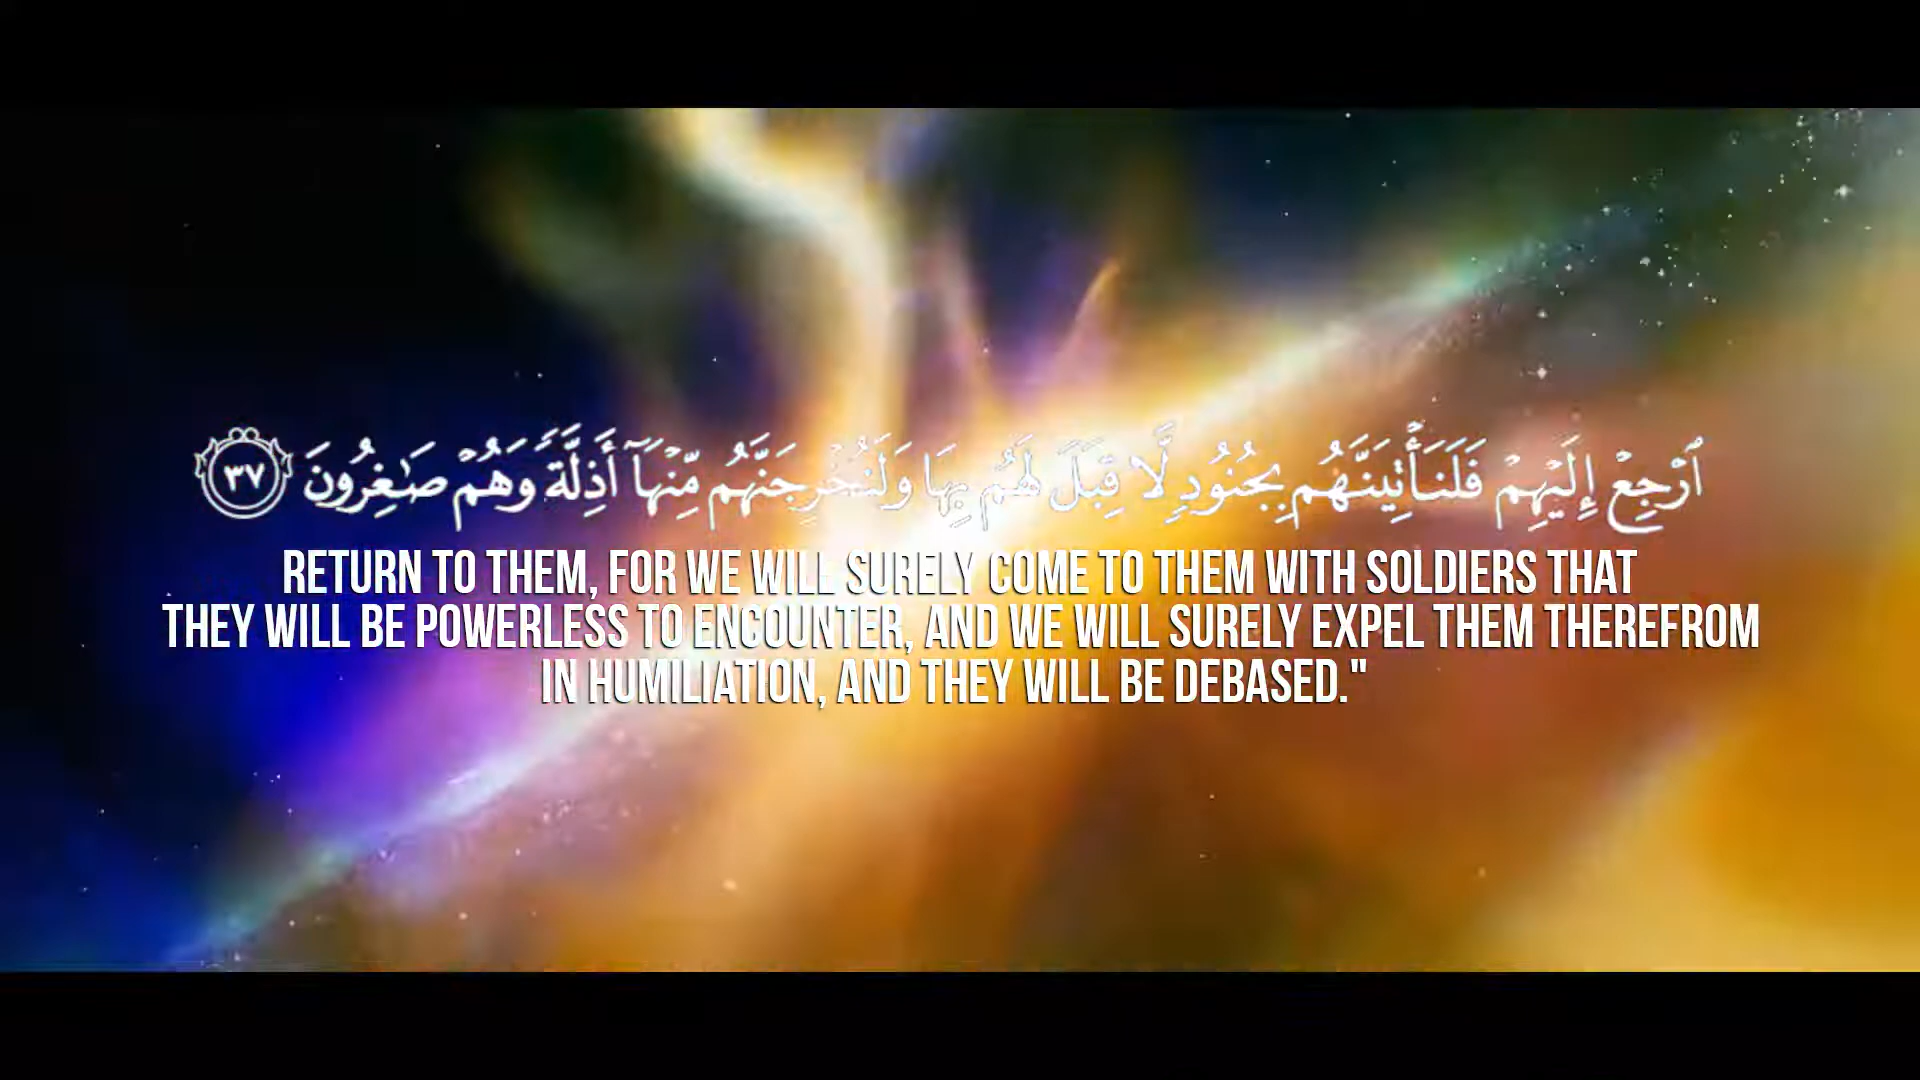 ٱرْجِعْ إِلَيْهِمْ فَلَنَأْتِيَنَّهُم بِجُنُودٍ لَّا قِبَلَ لَهُم بِهَا وَلَنُخْرِجَنَّهُم مِّنْهَآ أَذِلَّةً وَهُمْ صَـٰغِرُونَ ٣٧
RETURN TO THEM, FOR WE WILL SURELY COME TO THEM WITH SOLDIERS THAT
THEY WILL BE POWERLESS TO ENCOUNTER, AND WE WILL SURELY EXPEL THEM THEREFROM
IN HUMILIATION, AND THEY WILL BE DEBASED."